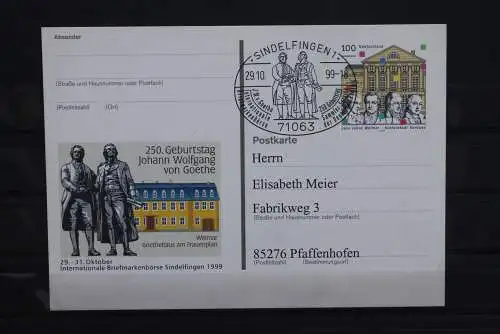 Absender
(Straße und Hausnummer oder Postfach)
(Postleitzahl) (Ort)
250. Geburtstag
Johann Wolfgang
von Goethe
Weimar
Goethehaus am Frauenplan
29. - 31. Oktober
Internationale Briefmarkenbörse Sindelfingen 1999
SINDELFINGEN 1
29.10 99-18
71063
100
Deutschland
Postkarte
Herrn
Elisabeth Meier
Fabrikweg 3
(Straße und Hausnummer oder Postfach)
85276 Pfaffenhofen
(Postleitzahl) (Bestimmungsort)